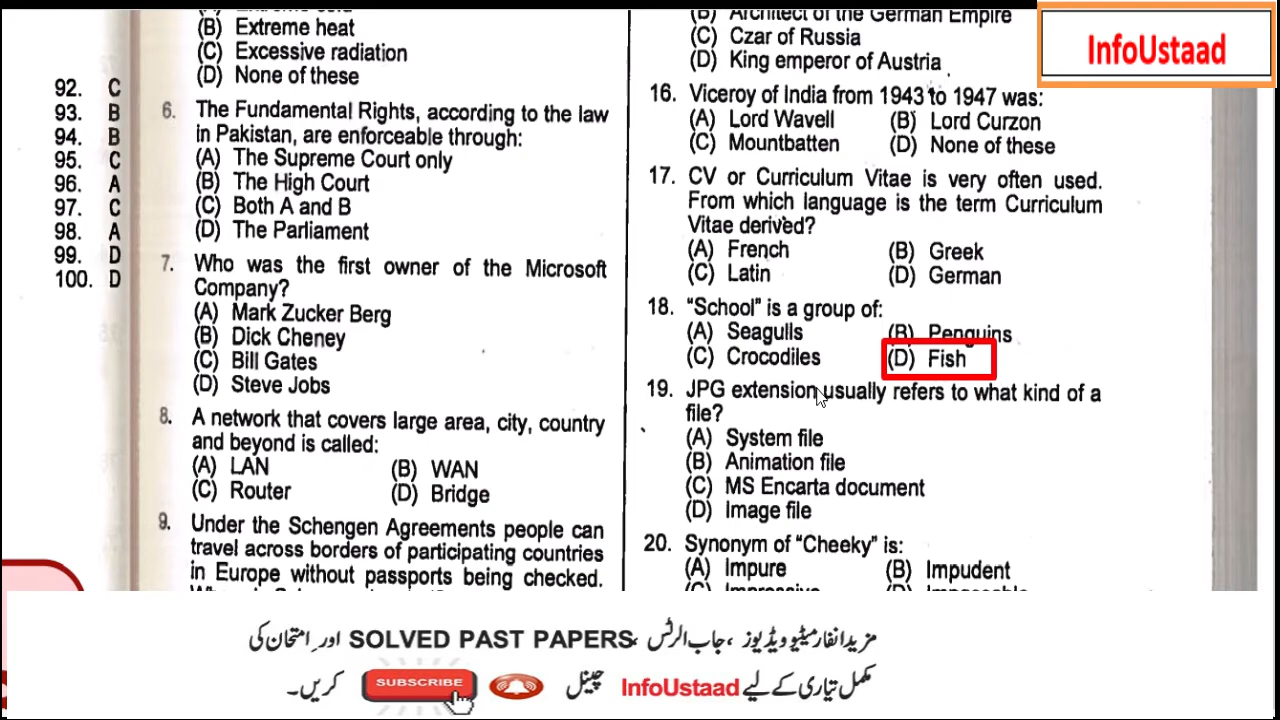 (B) Extreme heat
(C) Excessive radiation
(D) None of these
92. C
93. B
94. B
95. C
96. A
97. C
98. A
99. D
100. D
6. The Fundamental Rights, according to the law
in Pakistan, are enforceable through:
(A) The Supreme Court only
(B) The High Court
(C) Both A and B
(D) The Parliament
7. Who was the first owner of the Microsoft
Company?
(A) Mark Zucker Berg
(B) Dick Cheney
(C) Bill Gates
(D) Steve Jobs
8. A network that covers large area, city, country
and beyond is called:
(A) LAN (B) WAN
(C) Router (D) Bridge
9. Under the Schengen Agreements people can
travel across borders of participating countries
in Europe without passports being checked.
(B) Architect of the German Empire
(C) Czar of Russia
(D) King emperor of Austria
16. Viceroy of India from 1943 to 1947 was:
(A) Lord Wavell (B) Lord Curzon
(C) Mountbatten (D) None of these
17. CV or Curriculum Vitae is very often used.
From which language is the term Curriculum
Vitae derived?
(A) French (B) Greek
(C) Latin (D) German
18. "School" is a group of:
(A) Seagulls (B) Penguins
(C) Crocodiles (D) Fish
19. JPG extension usually refers to what kind of a
file?
(A) System file
(B) Animation file
(C) MS Encarta document
(D) Image file
20. Synonym of "Cheeky" is:
(A) Impure (B) Impudent
InfoUstaad
مزید انفارمیٹیو ویڈیوز ،جاب الرٹس، SOLVED PAST PAPERS اور امتحان کی
مکمل تیاری کے لیے InfoUstaad چینل SUBSCRIBE کریں۔